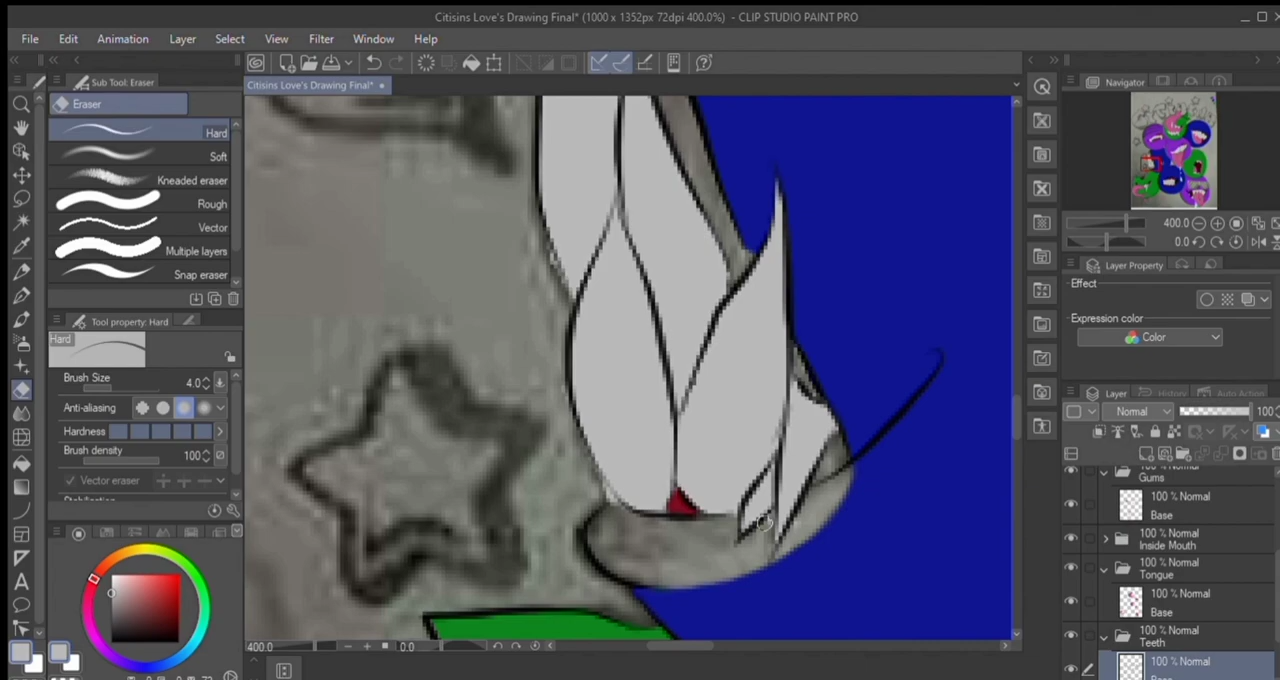 Citisins Love's Drawing Final* (1000 x 1352px 72dpi 400.0%) - CLIP STUDIO PAINT PRO
File Edit Animation Layer Select View Filter Window Help
Sub Tool: Eraser
Eraser
Hard
Soft
Kneaded eraser
Rough
Vector
Multiple layers
Snap eraser
Tool property: Hard
Hard
Brush Size 4.0
Anti-aliasing
Hardness
Brush density 100
Vector eraser
Citisins Love's Drawing Final*
400.0 0.0
Navigator
400.0
0.0
Layer Property
Effect
Expression color
Color
Layer History Auto Action
Normal 100
100 % Normal
Gums
100 % Normal
Base
100 % Normal
Inside Mouth
100 % Normal
Tongue
100 % Normal
Base
100 % Normal
Teeth
100 % Normal